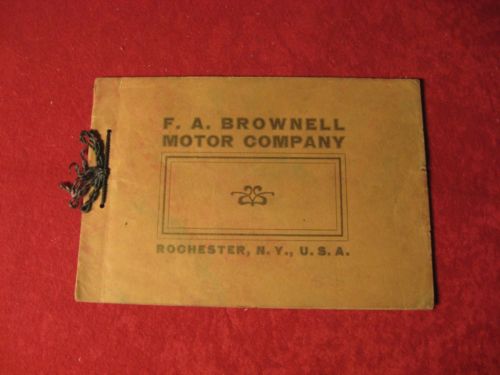 F. A. BROWNELL
MOTOR COMPANY
ROCHESTER, N. Y., U. S. A.